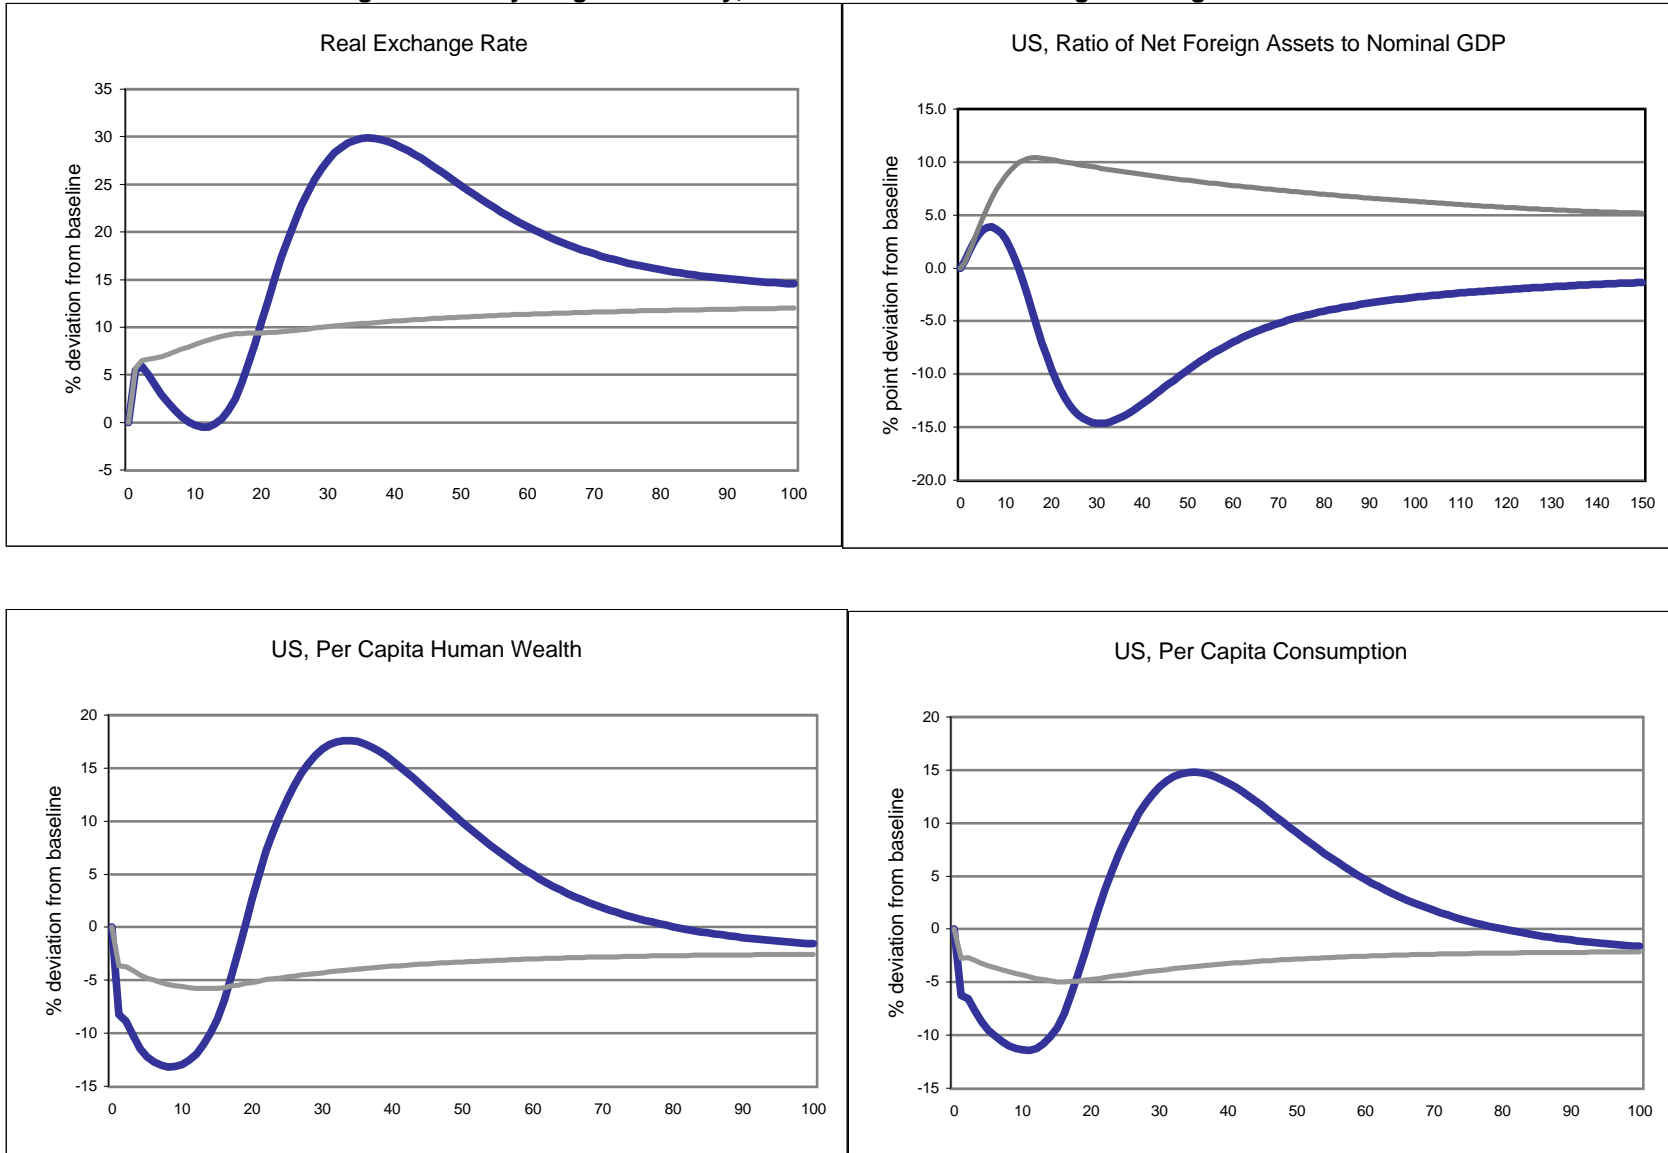 Real Exchange Rate
% deviation from baseline
35
30
25
20
15
10
5
0
-5
0 10 20 30 40 50 60 70 80 90 100
US, Ratio of Net Foreign Assets to Nominal GDP
% point deviation from baseline
15.0
10.0
5.0
0.0
-5.0
-10.0
-15.0
-20.0
0 10 20 30 40 50 60 70 80 90 100 110 120 130 140 150
US, Per Capita Human Wealth
% deviation from baseline
20
15
10
5
0
-5
-10
-15
0 10 20 30 40 50 60 70 80 90 100
US, Per Capita Consumption
% deviation from baseline
20
15
10
5
0
-5
-10
-15
0 10 20 30 40 50 60 70 80 90 100